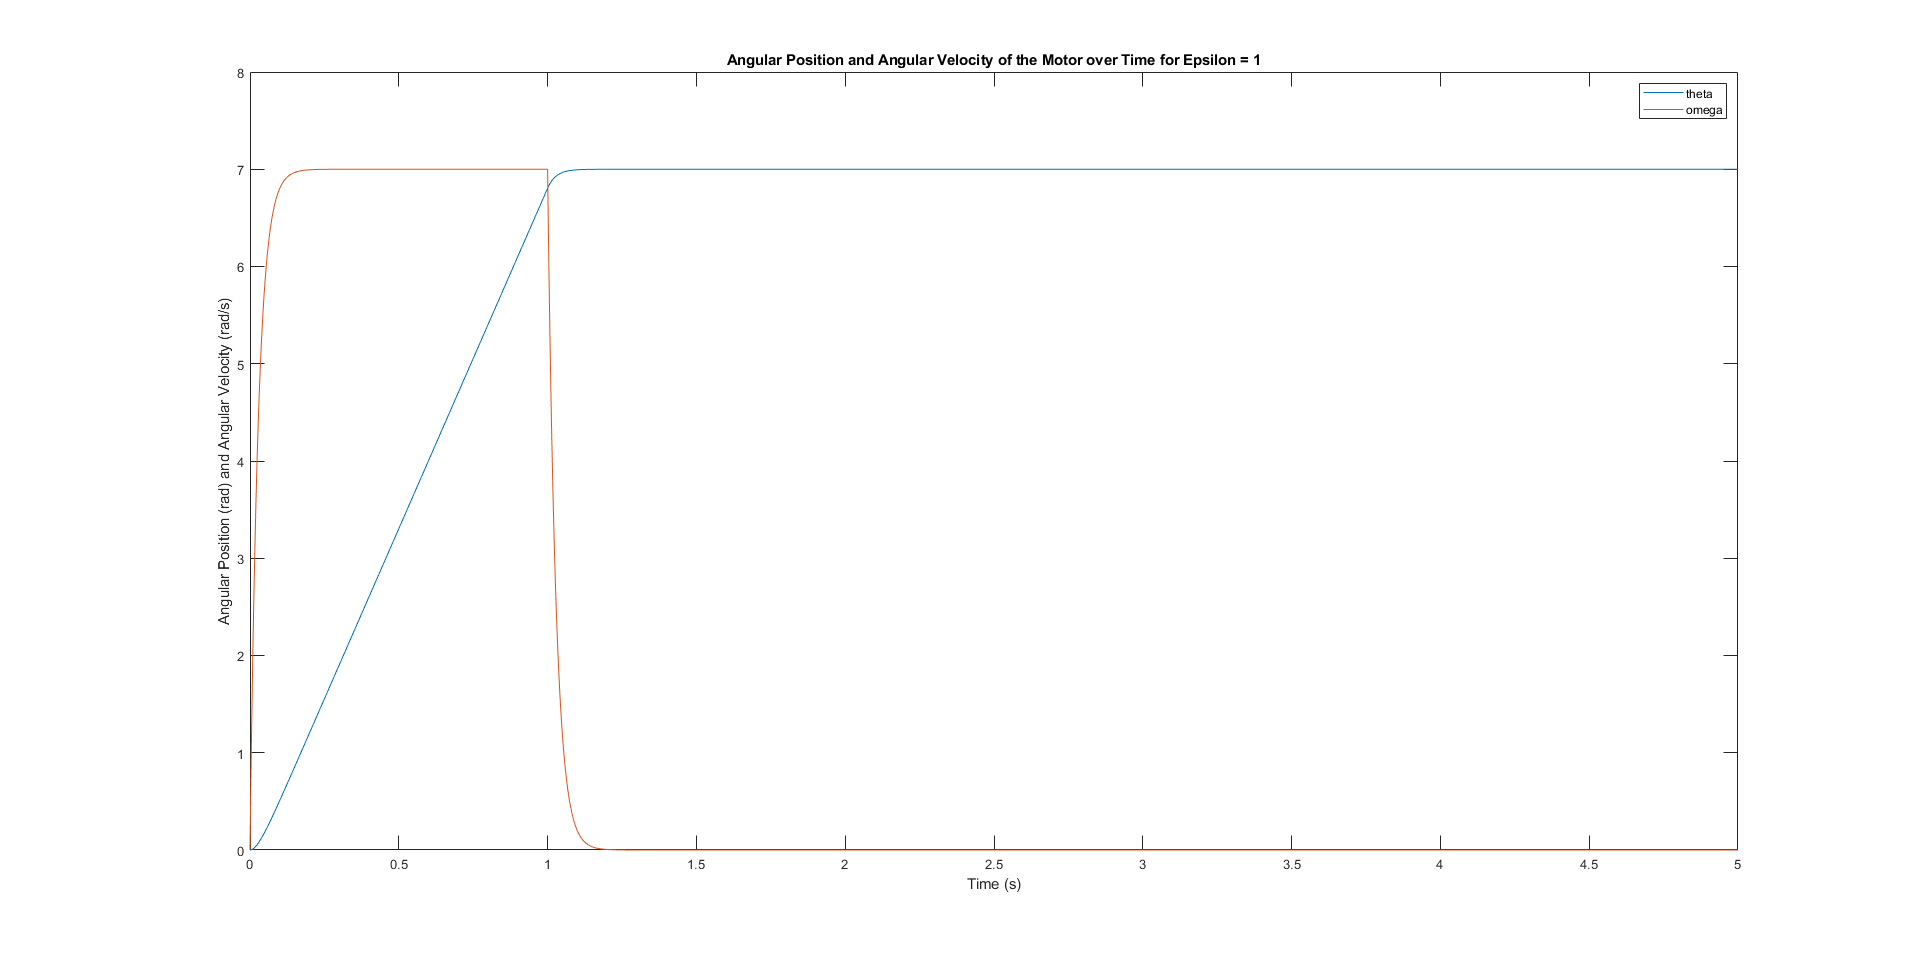 Angular Position and Angular Velocity of the Motor over Time for Epsilon = 1
theta
omega
Angular Position (rad) and Angular Velocity (rad/s)
8
7
6
5
4
3
2
1
0
0 0.5 1 1.5 2 2.5 3 3.5 4 4.5 5
Time (s)